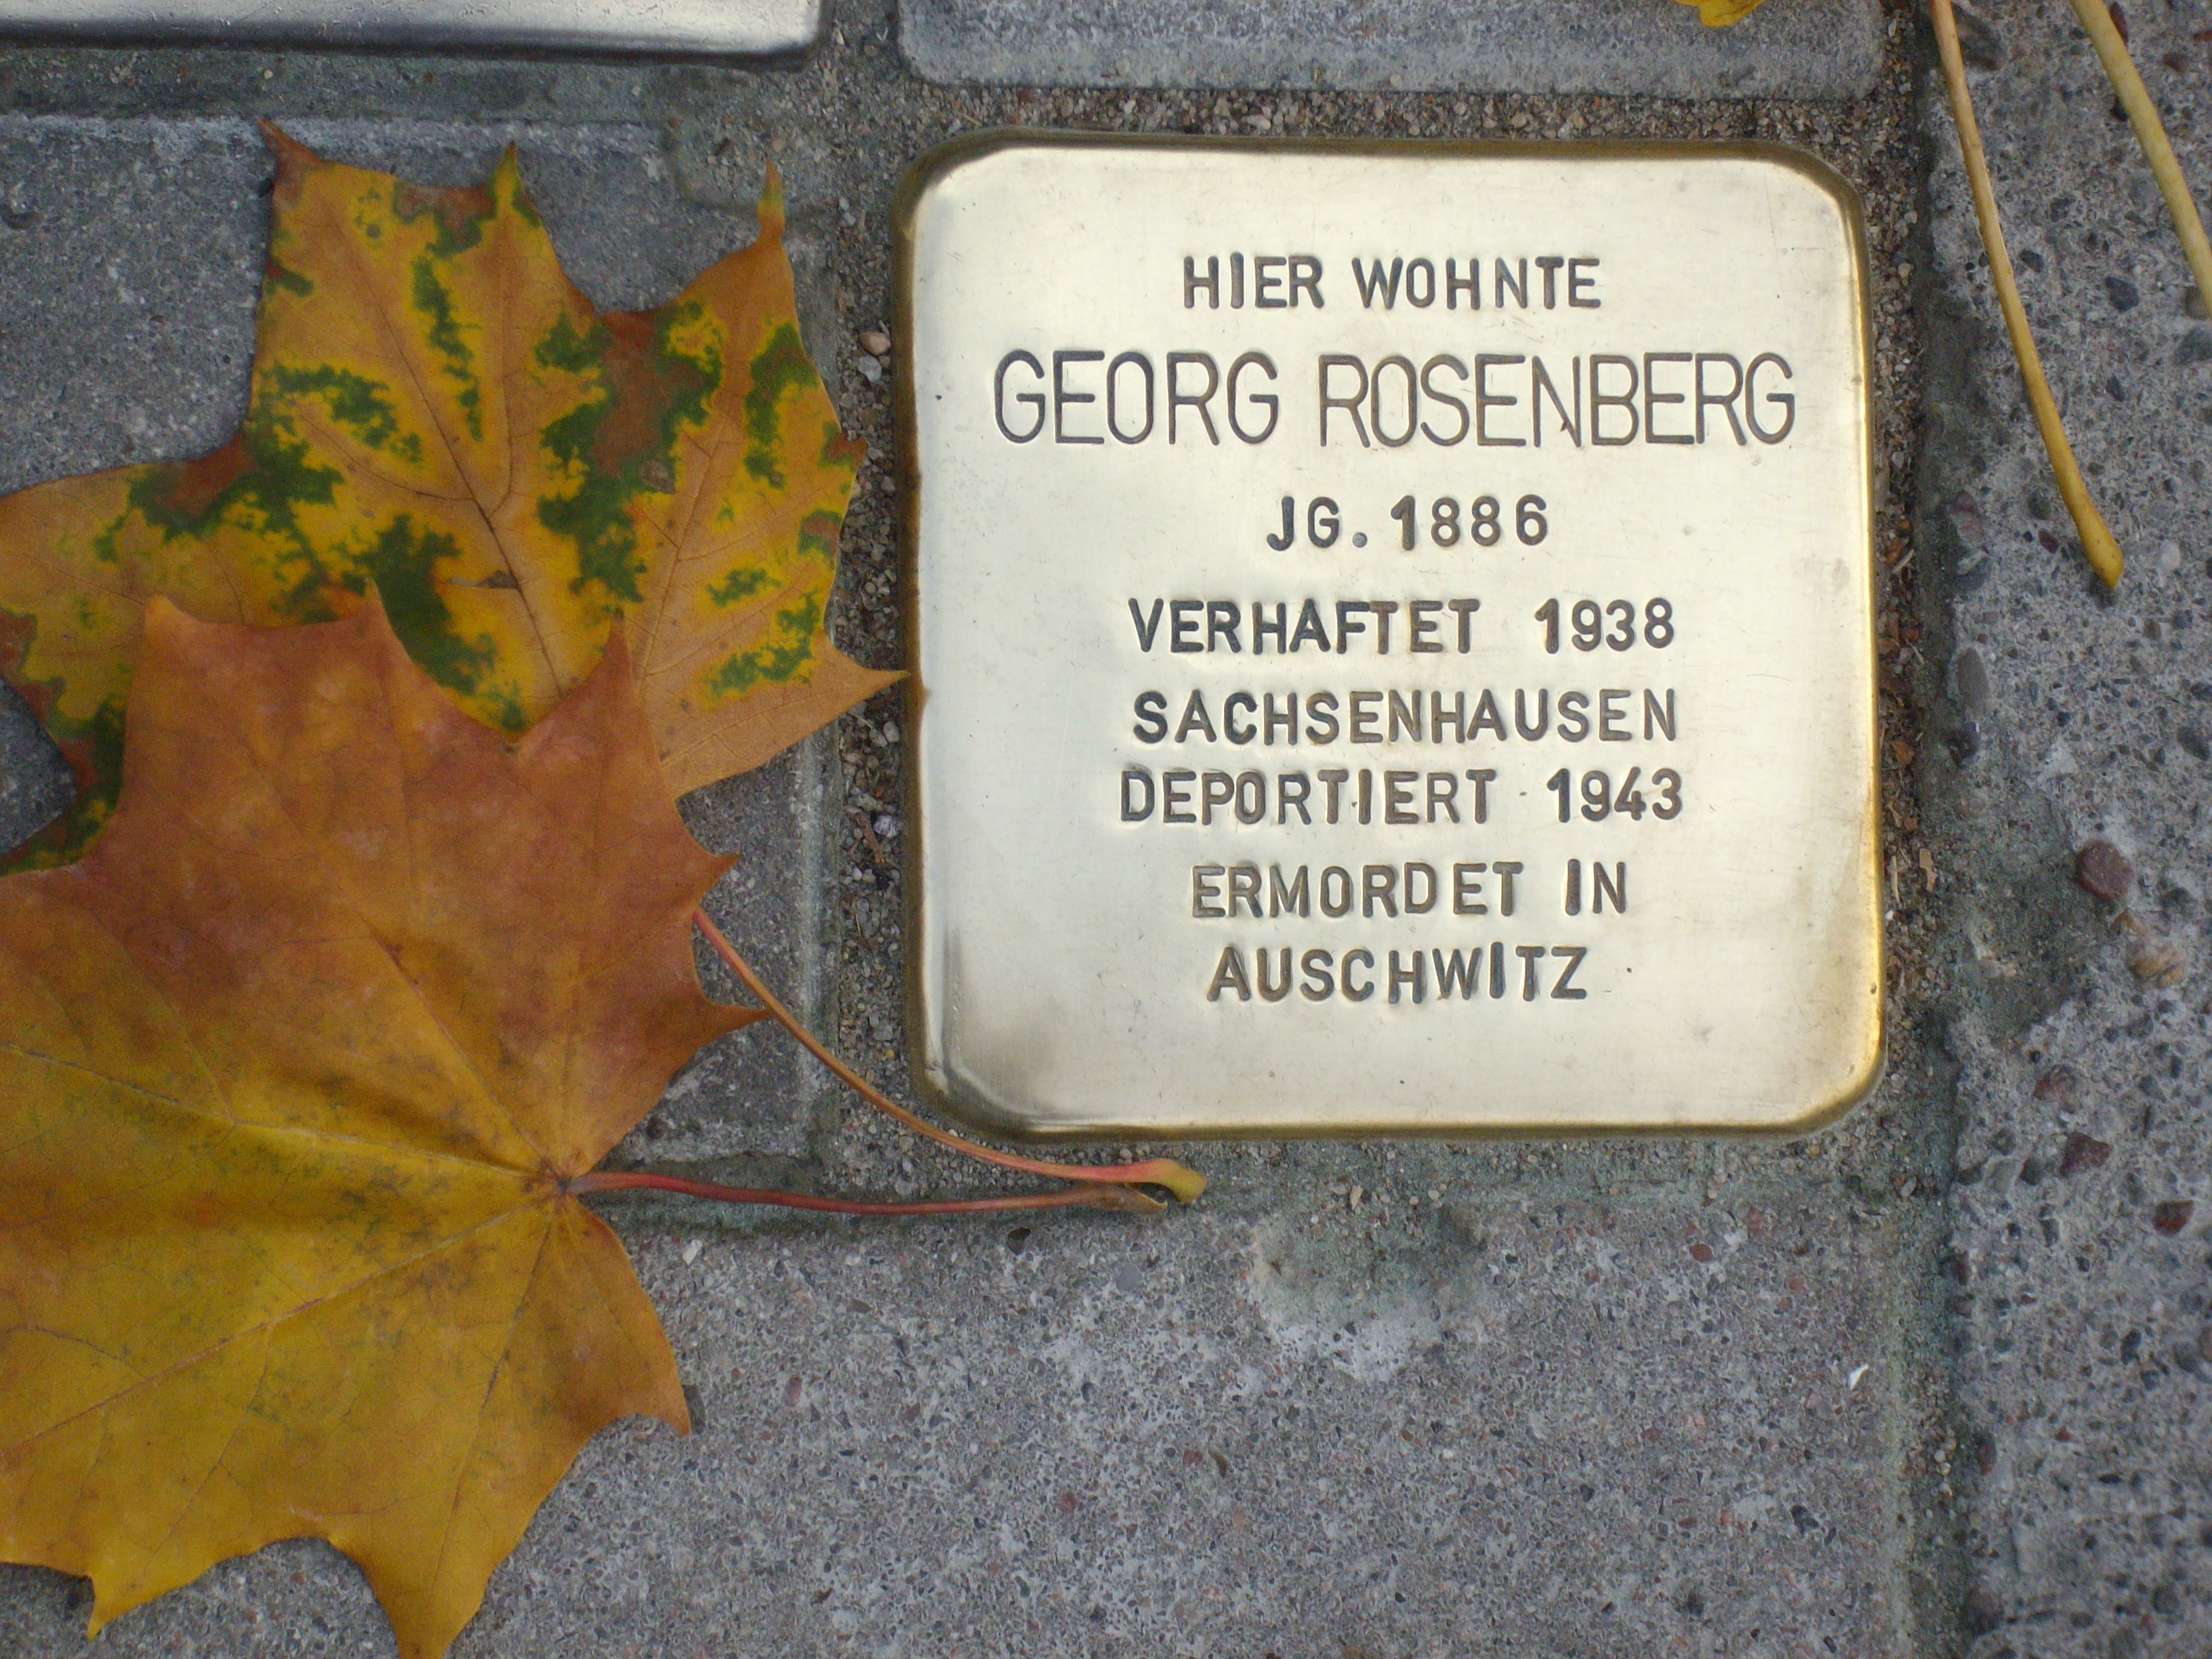 HIER WOHNTE
GEORG ROSENBERG
JG. 1886
VERHAFTET 1938
SACHSENHAUSEN
DEPORTIERT 1943
ERMORDET IN
AUSCHWITZ